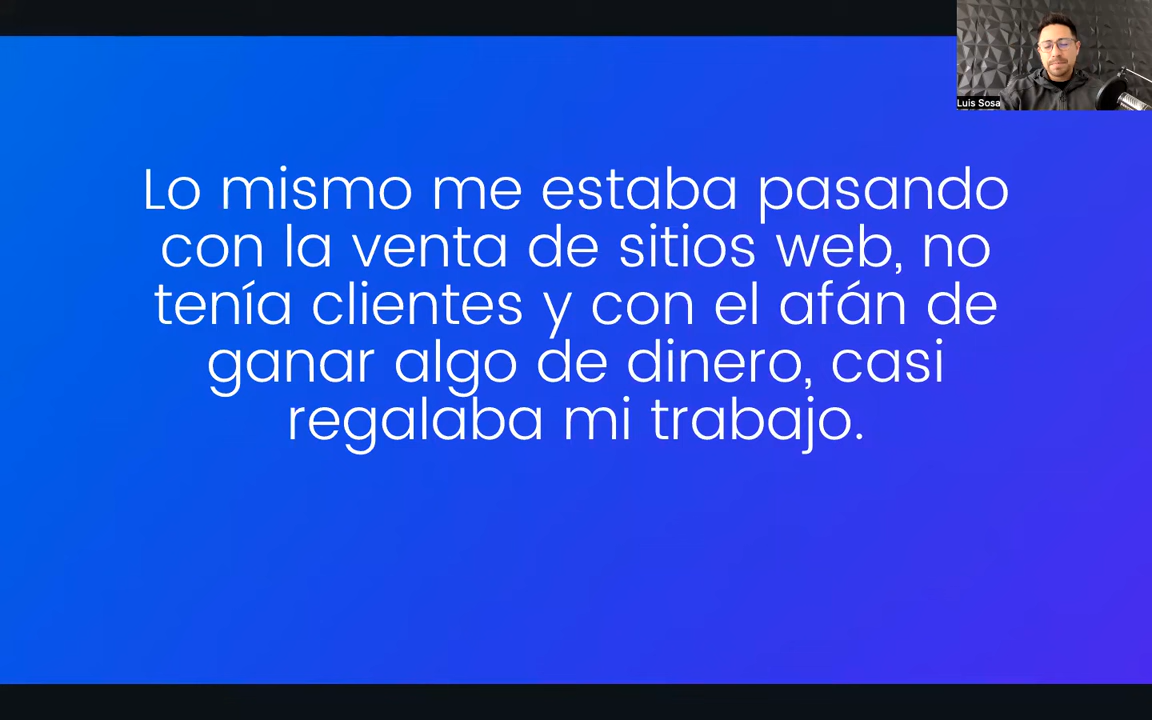 Luis Sosa
Lo mismo me estaba pasando
con la venta de sitios web, no
tenía clientes y con el afán de
ganar algo de dinero, casi
regalaba mi trabajo.